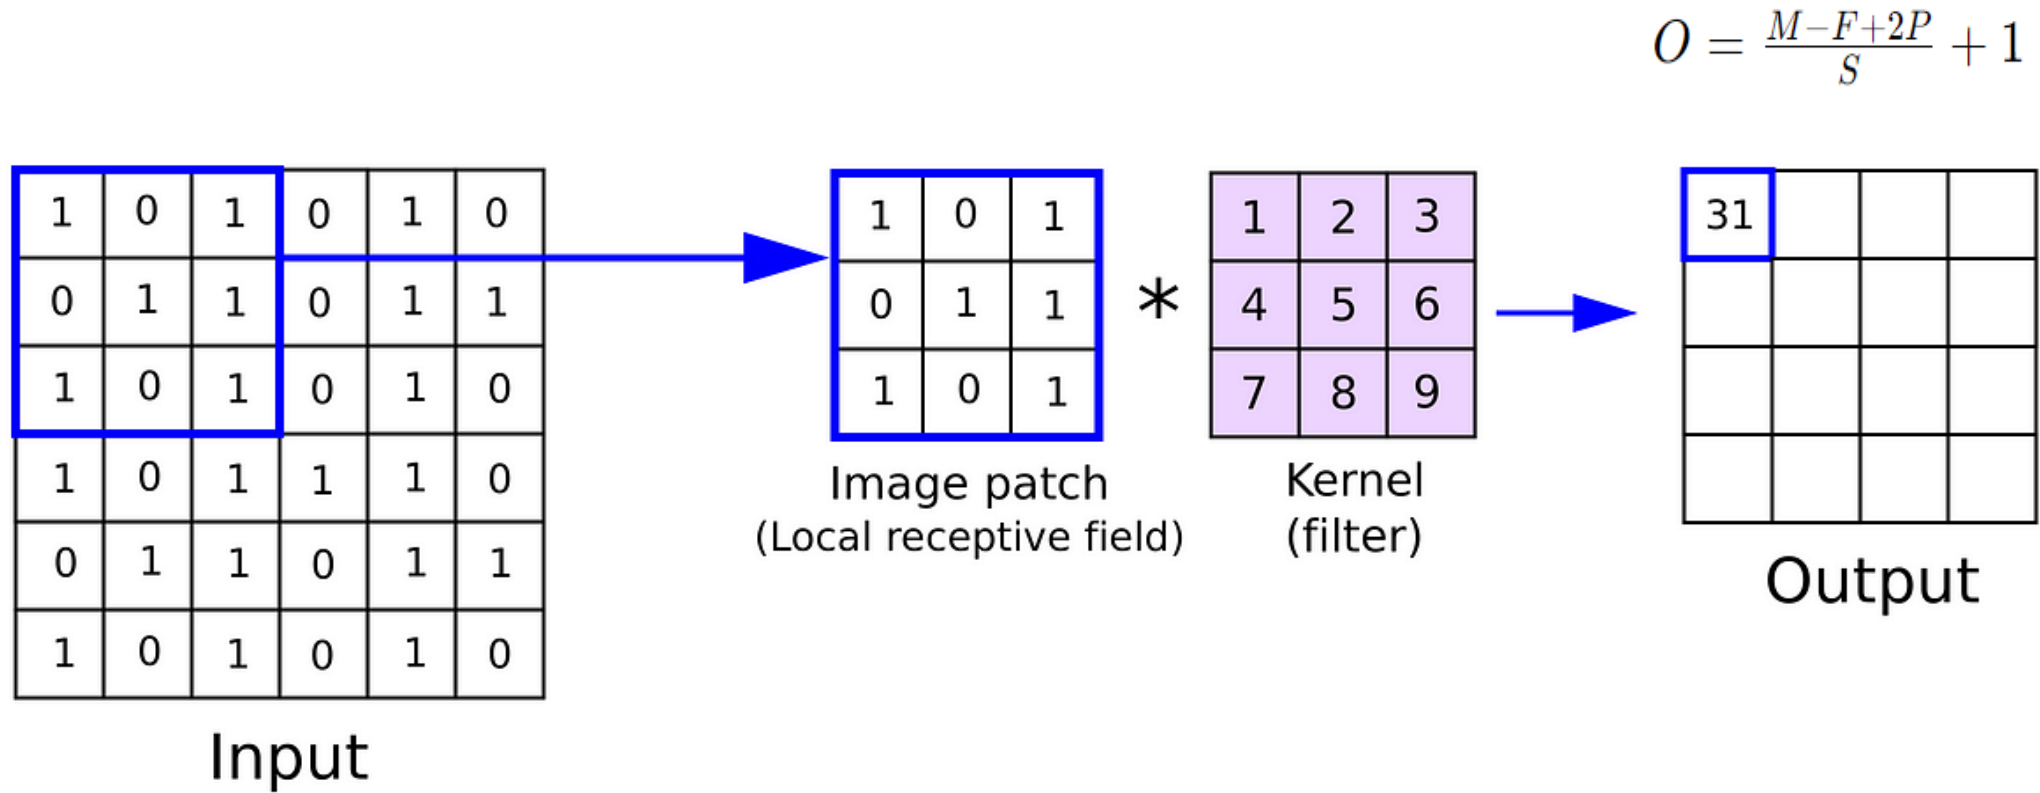 O = \frac{M-F+2P}{S} + 1
1 0 1 0 1 0
0 1 1 0 1 1
1 0 1 0 1 0
1 0 1 1 1 0
0 1 1 0 1 1
1 0 1 0 1 0
Input
1 0 1
0 1 1
1 0 1
Image patch
(Local receptive field)
*
1 2 3
4 5 6
7 8 9
Kernel
(filter)
31
Output